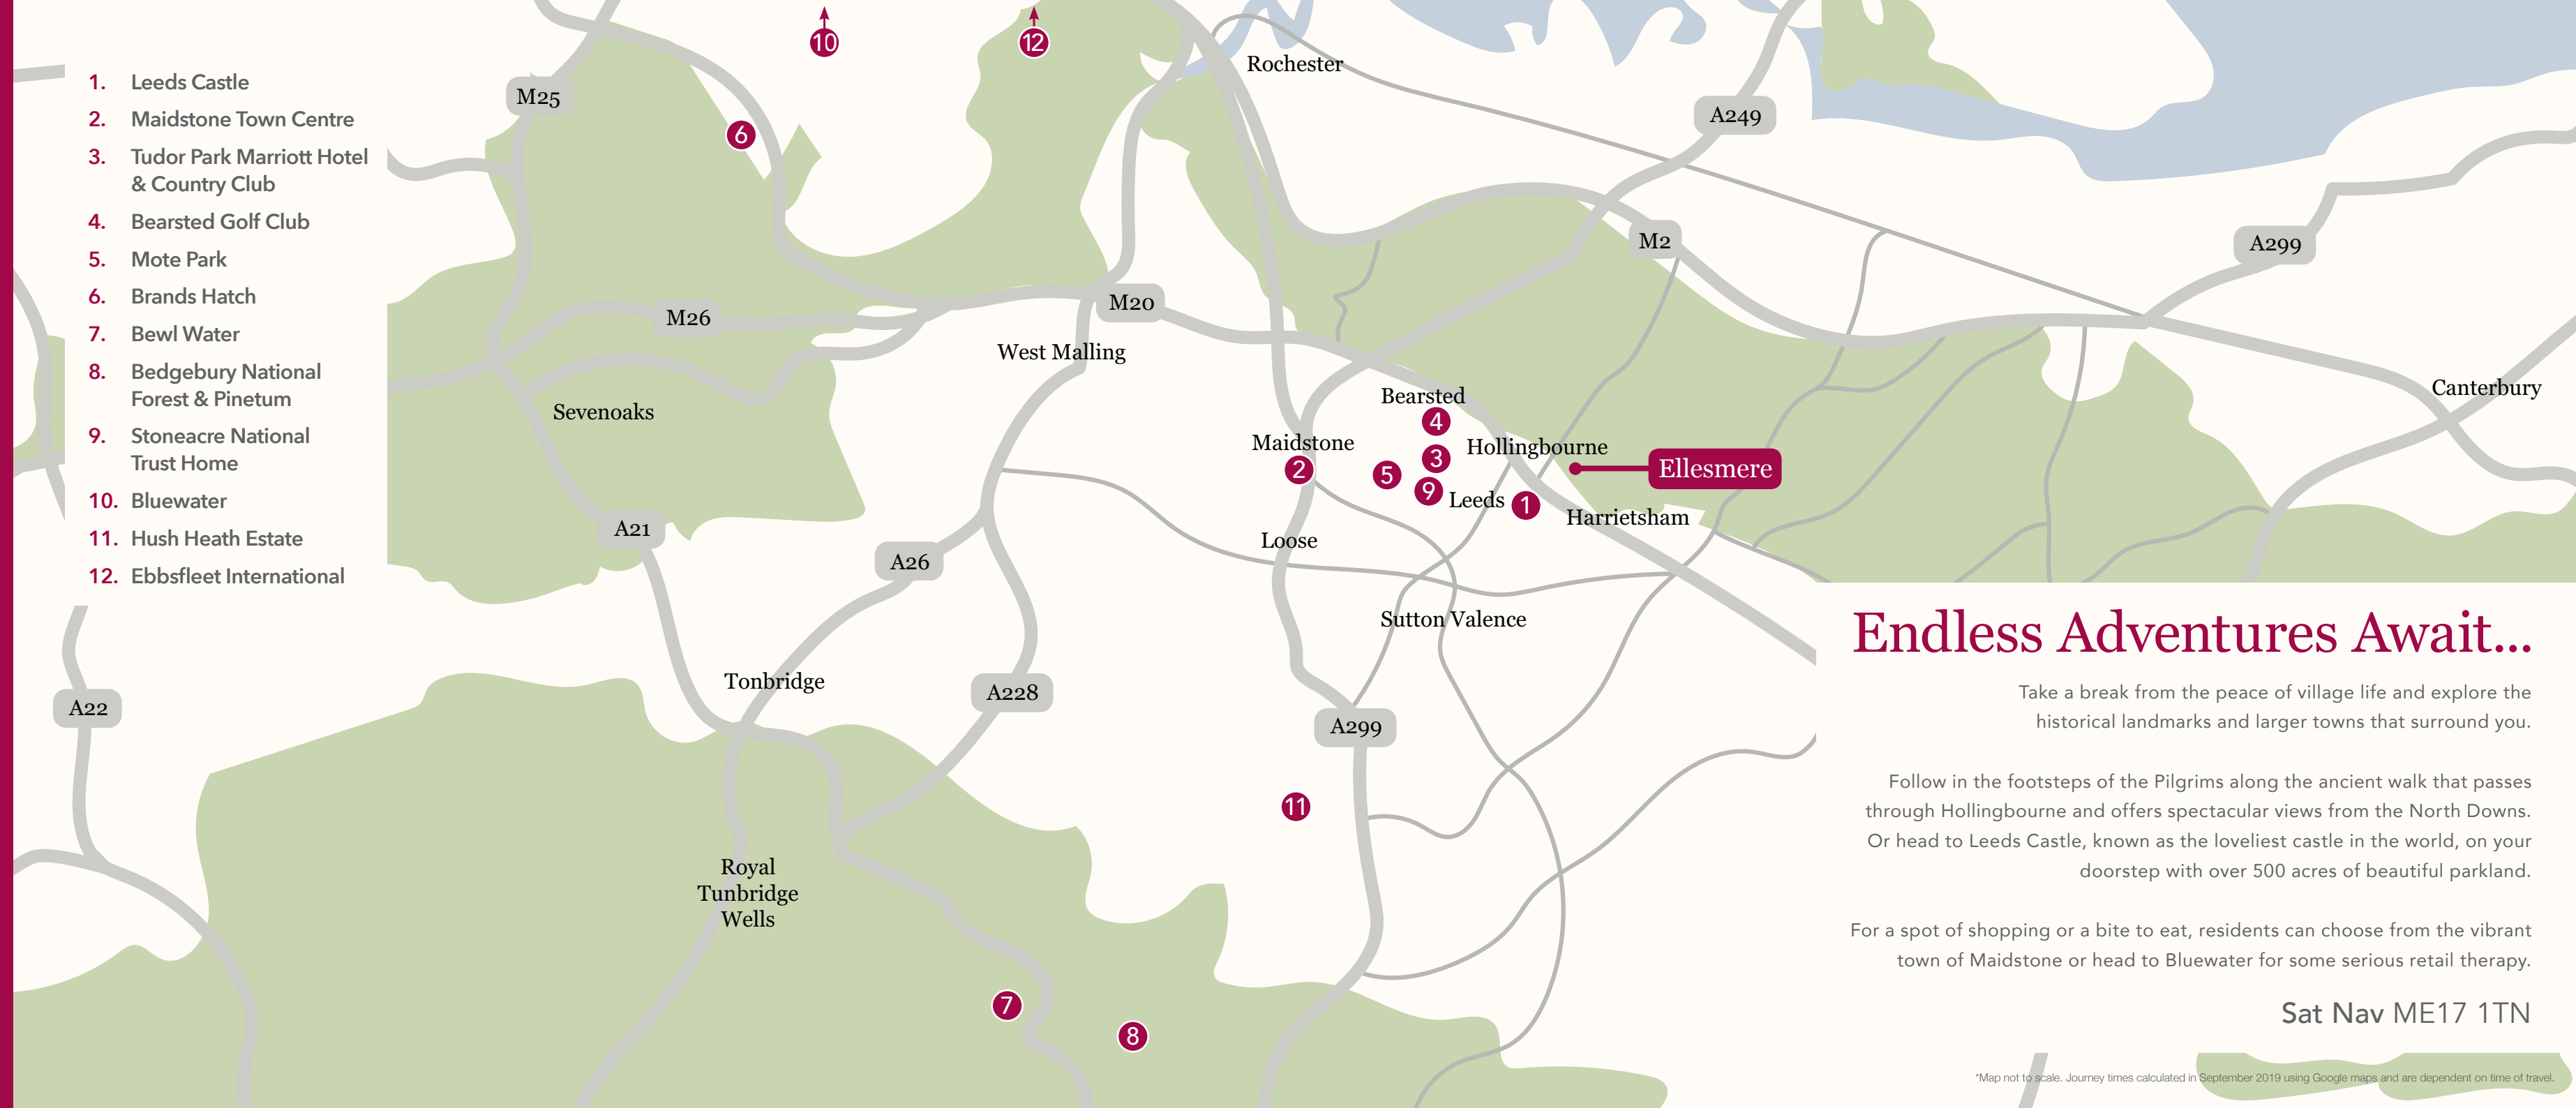 1. Leeds Castle
2. Maidstone Town Centre
3. Tudor Park Marriott Hotel
& Country Club
4. Bearsted Golf Club
5. Mote Park
6. Brands Hatch
7. Bewl Water
8. Bedgebury National
Forest & Pinetum
9. Stoneacre National
Trust Home
10. Bluewater
11. Hush Heath Estate
12. Ebbsfleet International
10
12
Rochester
M25
A249
6
M2
A299
M20
M26
West Malling
Canterbury
Bearsted
Sevenoaks
4
Maidstone
Hollingbourne
3
Ellesmere
2
5
9
Leeds
1
Harrietsham
A21
Loose
A26
Sutton Valence
Tonbridge
A228
A22
A299
11
Royal
Tunbridge
Wells
7
8
Endless Adventures Await...
Take a break from the peace of village life and explore the
historical landmarks and larger towns that surround you.
Follow in the footsteps of the Pilgrims along the ancient walk that passes
through Hollingbourne and offers spectacular views from the North Downs.
Or head to Leeds Castle, known as the loveliest castle in the world, on your
doorstep with over 500 acres of beautiful parkland.
For a spot of shopping or a bite to eat, residents can choose from the vibrant
town of Maidstone or head to Bluewater for some serious retail therapy.
Sat Nav ME17 1TN
*Map not to scale. Journey times calculated in September 2019 using Google maps and are dependent on time of travel.